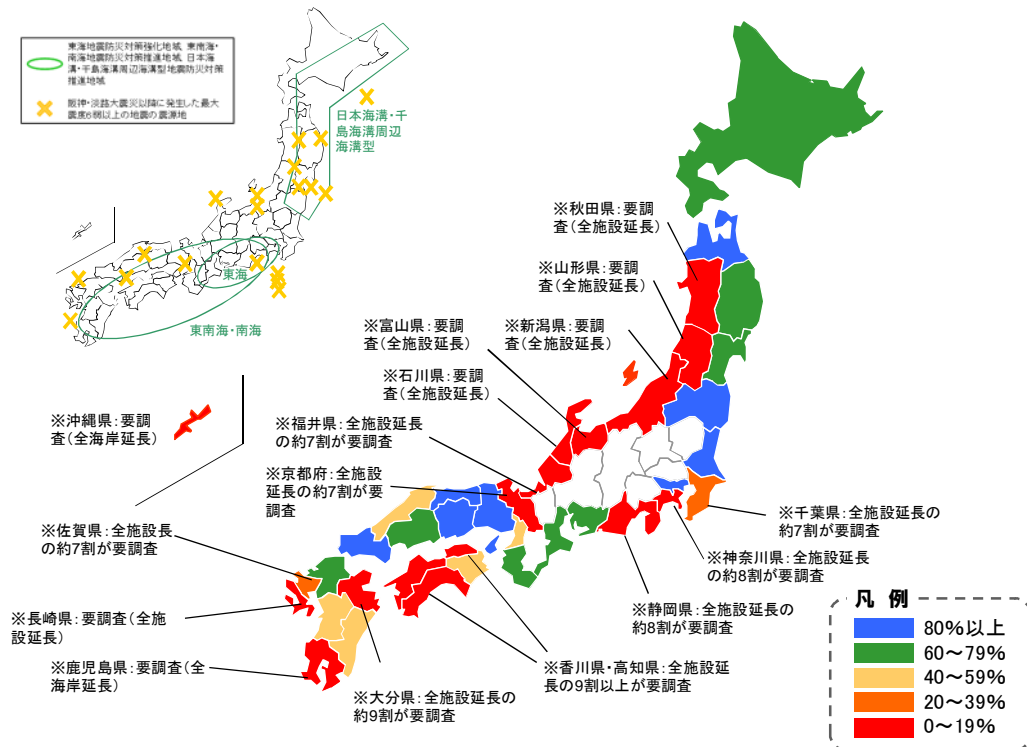 東海地震防災対策強化地域、東南海・
南海地震防災対策推進地域、日本海
溝・千島海溝周辺海溝型地震防災対策
推進地域
阪神・淡路大震災以降に発生した最大
震度6弱以上の地震の震源地
日本海溝・千
島海溝周辺
海溝型
東海
東南海・南海
※秋田県:要調
査(全施設延長)
※山形県:要調
査(全施設延長)
※富山県:要調
査(全施設延長)
※新潟県:要調
査(全施設延長)
※石川県:要調
査(全施設延長)
※沖縄県:要調
査(全海岸延長)
※福井県:全施設延長
の約7割が要調査
※京都府:全施設
延長の約7割が要
調査
※佐賀県:全施設長
の約7割が要調査
※千葉県:全施設延長の
約7割が要調査
※神奈川県:全施設延長
の約8割が要調査
※静岡県:全施設延長の
約8割が要調査
※長崎県:要調査(全施
設延長)
※鹿児島県:要調査(全
海岸延長)
※大分県:全施設延長の
約9割が要調査
※香川県・高知県:全施設延
長の9割以上が要調査
凡 例
80%以上
60~79%
40~59%
20~39%
0~19%